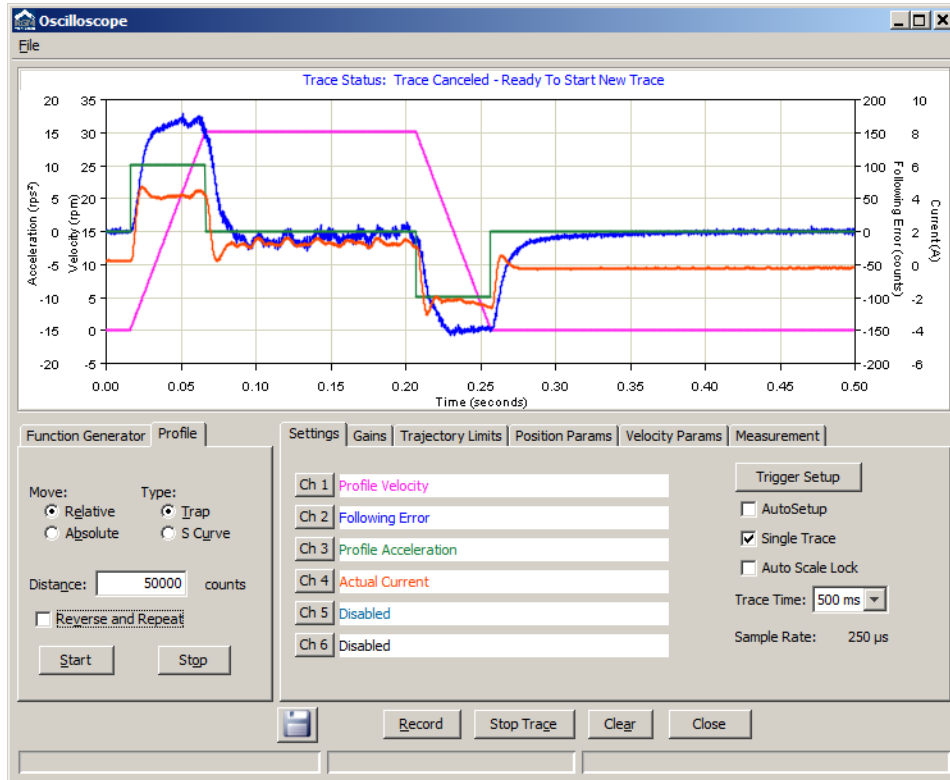 Oscilloscope
File
Trace Status: Trace Canceled - Ready To Start New Trace
20 35 200 10
15 30 150 8
10 25 100 6
5 20 50 4
0 15 0 2
-5 10 -50 0
-10 5 -100 -2
-15 0 -150 -4
-20 -5 -200 -6
Acceleration (rps²)
Velocity (rpm)
Following Error (counts)
Current(A)
0.00 0.05 0.10 0.15 0.20 0.25 0.30 0.35 0.40 0.45 0.50
Time (seconds)
Function Generator Profile
Move: Type:
Relative Trap
Absolute S Curve
Distance: 50000 counts
Reverse and Repeat
Start Stop
Settings Gains Trajectory Limits Position Params Velocity Params Measurement
Ch 1 Profile Velocity
Ch 2 Following Error
Ch 3 Profile Acceleration
Ch 4 Actual Current
Ch 5 Disabled
Ch 6 Disabled
Trigger Setup
AutoSetup
Single Trace
Auto Scale Lock
Trace Time: 500 ms
Sample Rate: 250 µs
Record Stop Trace Clear Close